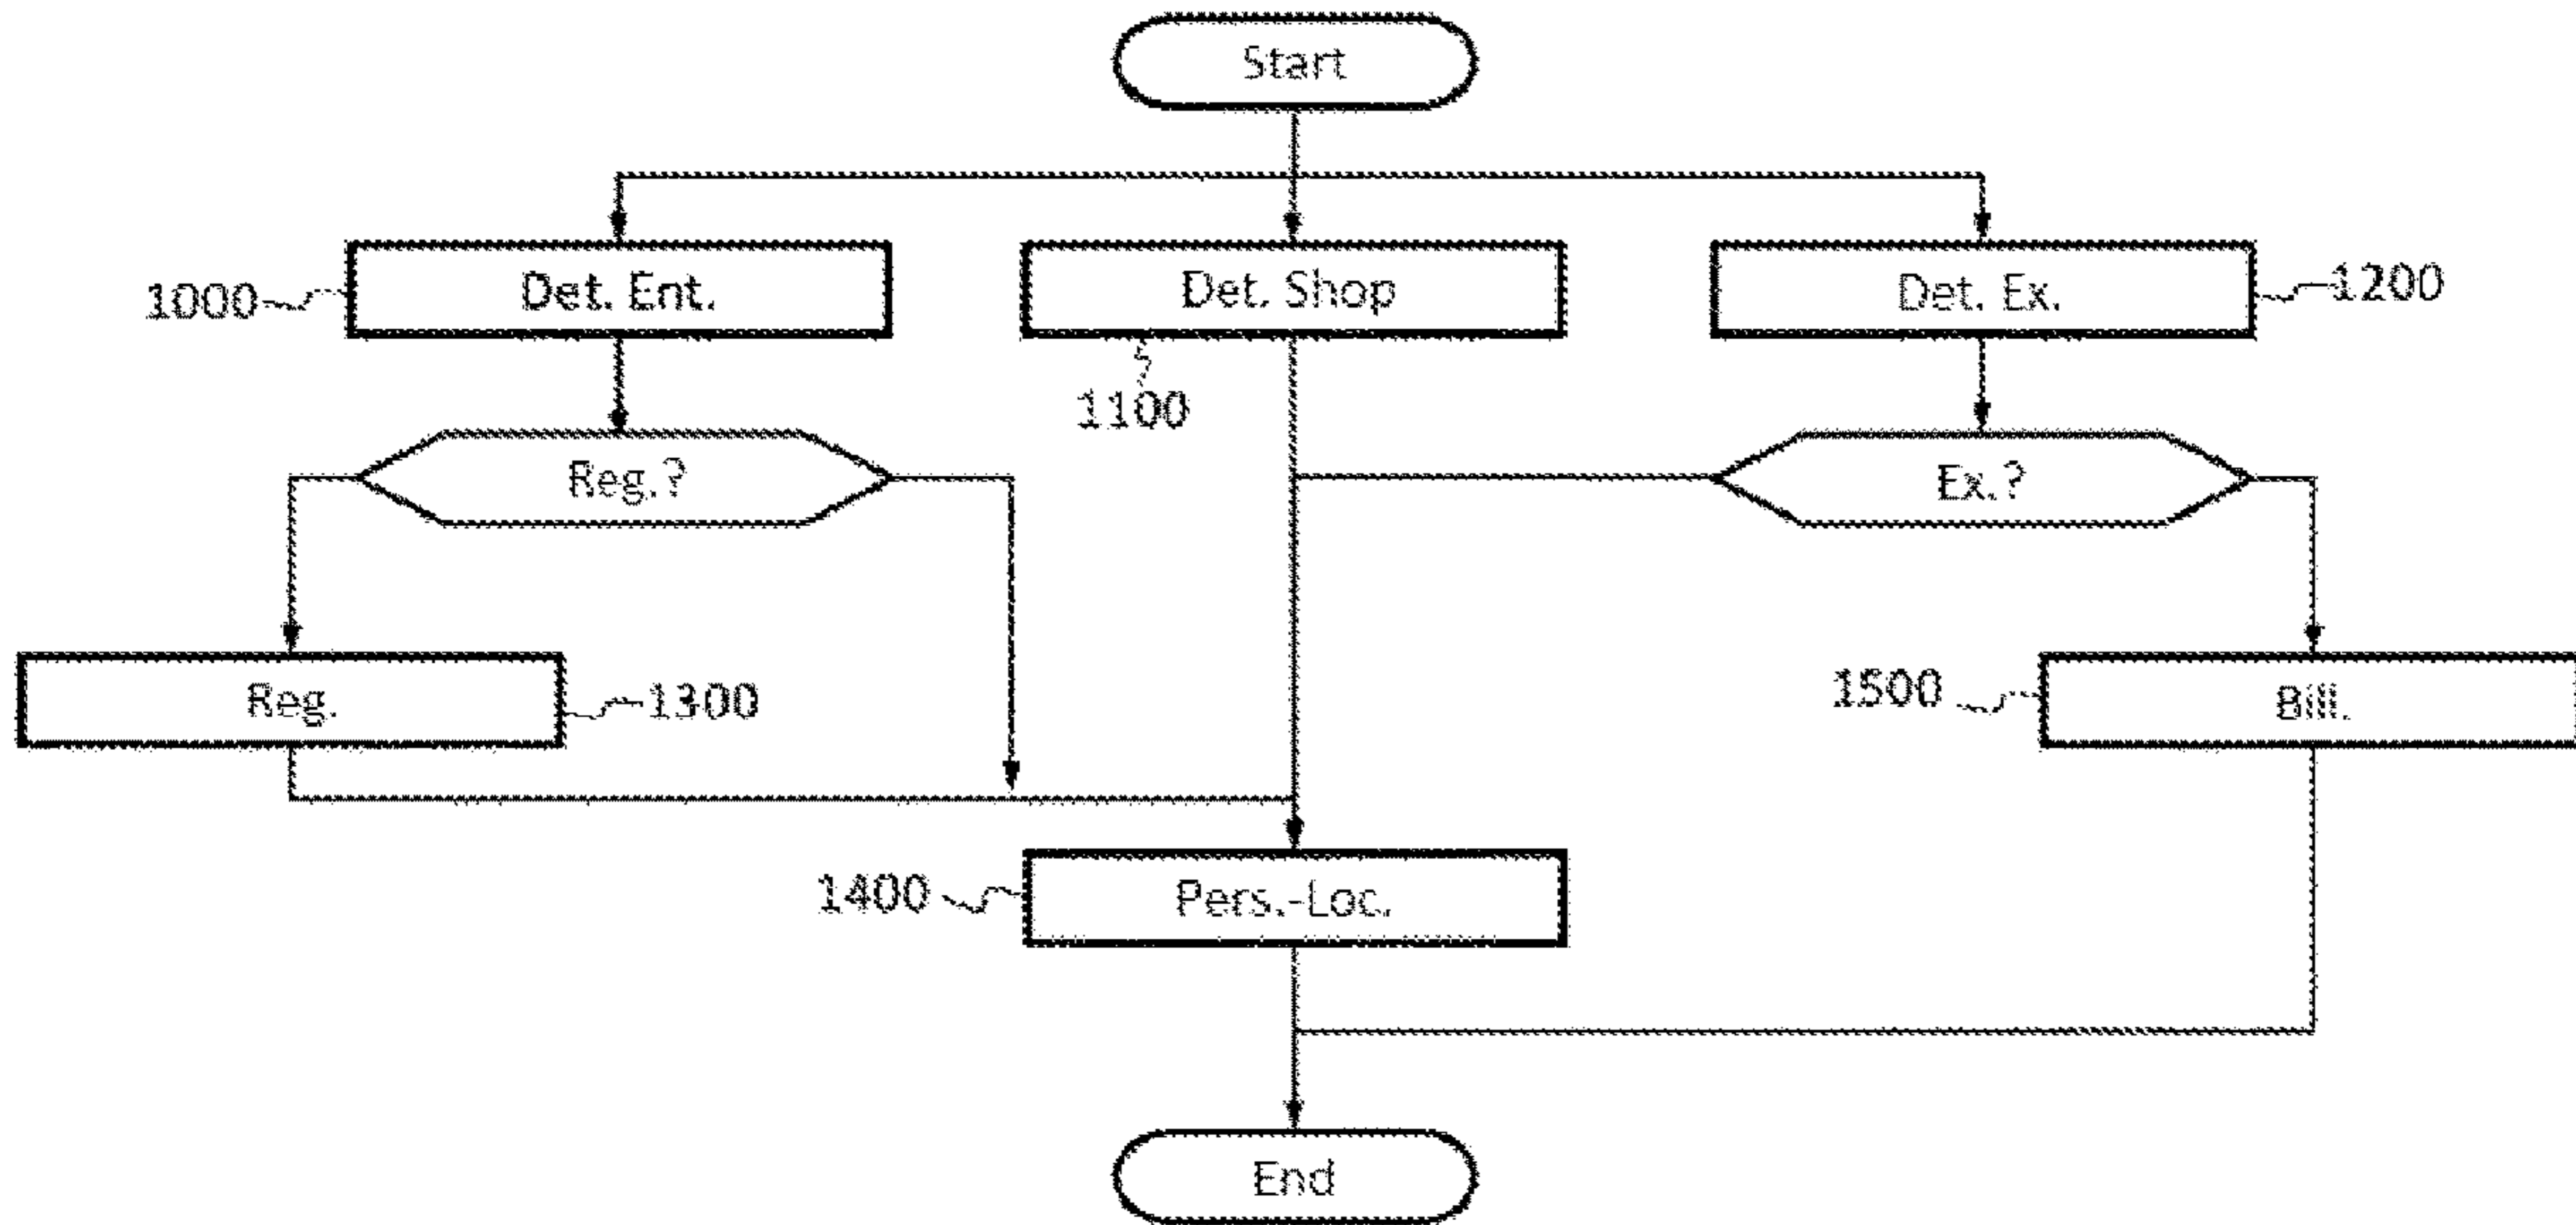 Start
1000
Det. Ent.
Det. Shop
Det. Ex.
1200
1100
Reg.?
Ex.?
Reg.
1300
1500
Bill.
1400
Pers.-Loc.
End